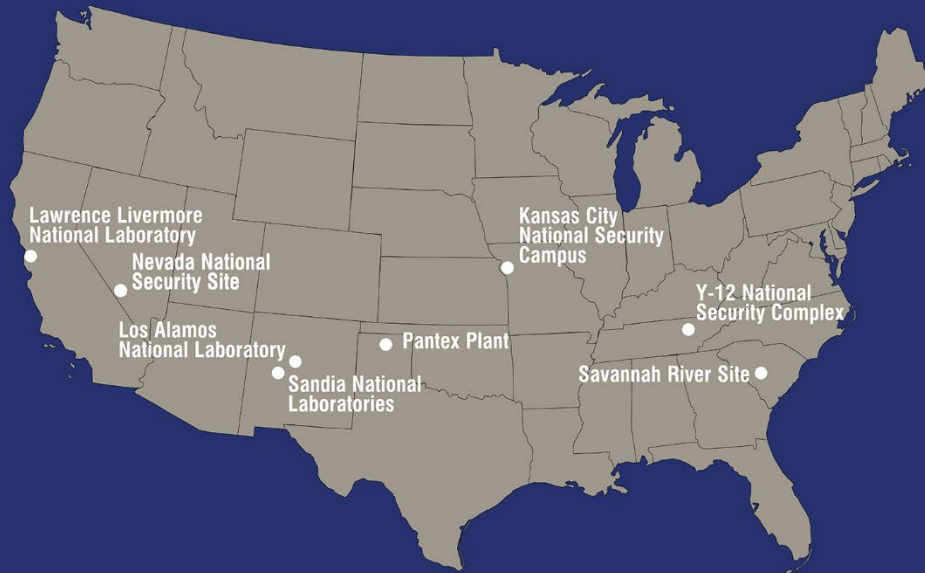 Lawrence Livermore
National Laboratory
Nevada National
Security Site
Los Alamos
National Laboratory
Sandia National
Laboratories
Pantex Plant
Kansas City
National Security
Campus
Y-12 National
Security Complex
Savannah River Site